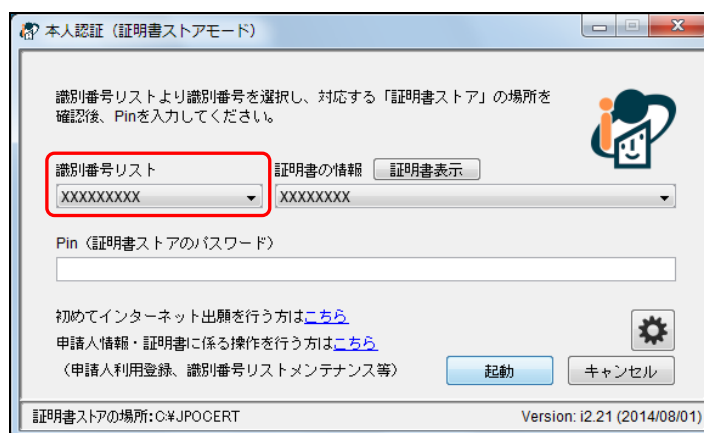 本人認証（証明書ストアモード）
識別番号リストより識別番号を選択し、対応する「証明書ストア」の場所を
確認後、Pinを入力してください。
識別番号リスト
証明書の情報 証明書表示
XXXXXXXXX
XXXXXXXX
Pin（証明書ストアのパスワード）
初めてインターネット出願を行う方はこちら
申請人情報・証明書に係る操作を行う方はこちら
（申請人利用登録、識別番号リストメンテナンス等）
起動 キャンセル
証明書ストアの場所:C:¥JPOCERT Version: i2.21 (2014/08/01)